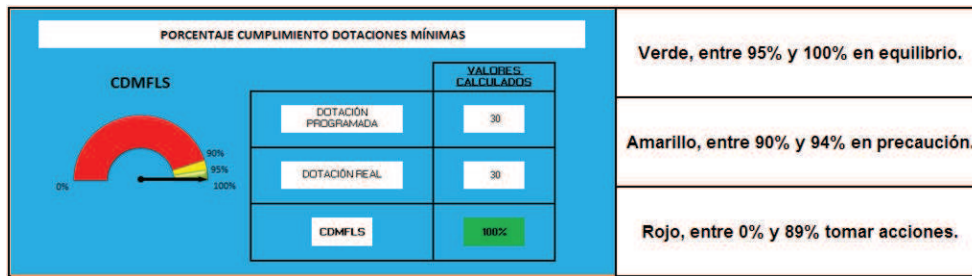 PORCENTAJE CUMPLIMIENTO DOTACIONES MÍNIMAS
CDMFLS
0%
90%
95%
100%
VALORES
CALCULADOS
DOTACIÓN
PROGRAMADA
30
DOTACIÓN REAL
30
CDMFLS
100%
Verde, entre 95% y 100% en equilibrio.
Amarillo, entre 90% y 94% en precaución.
Rojo, entre 0% y 89% tomar acciones.